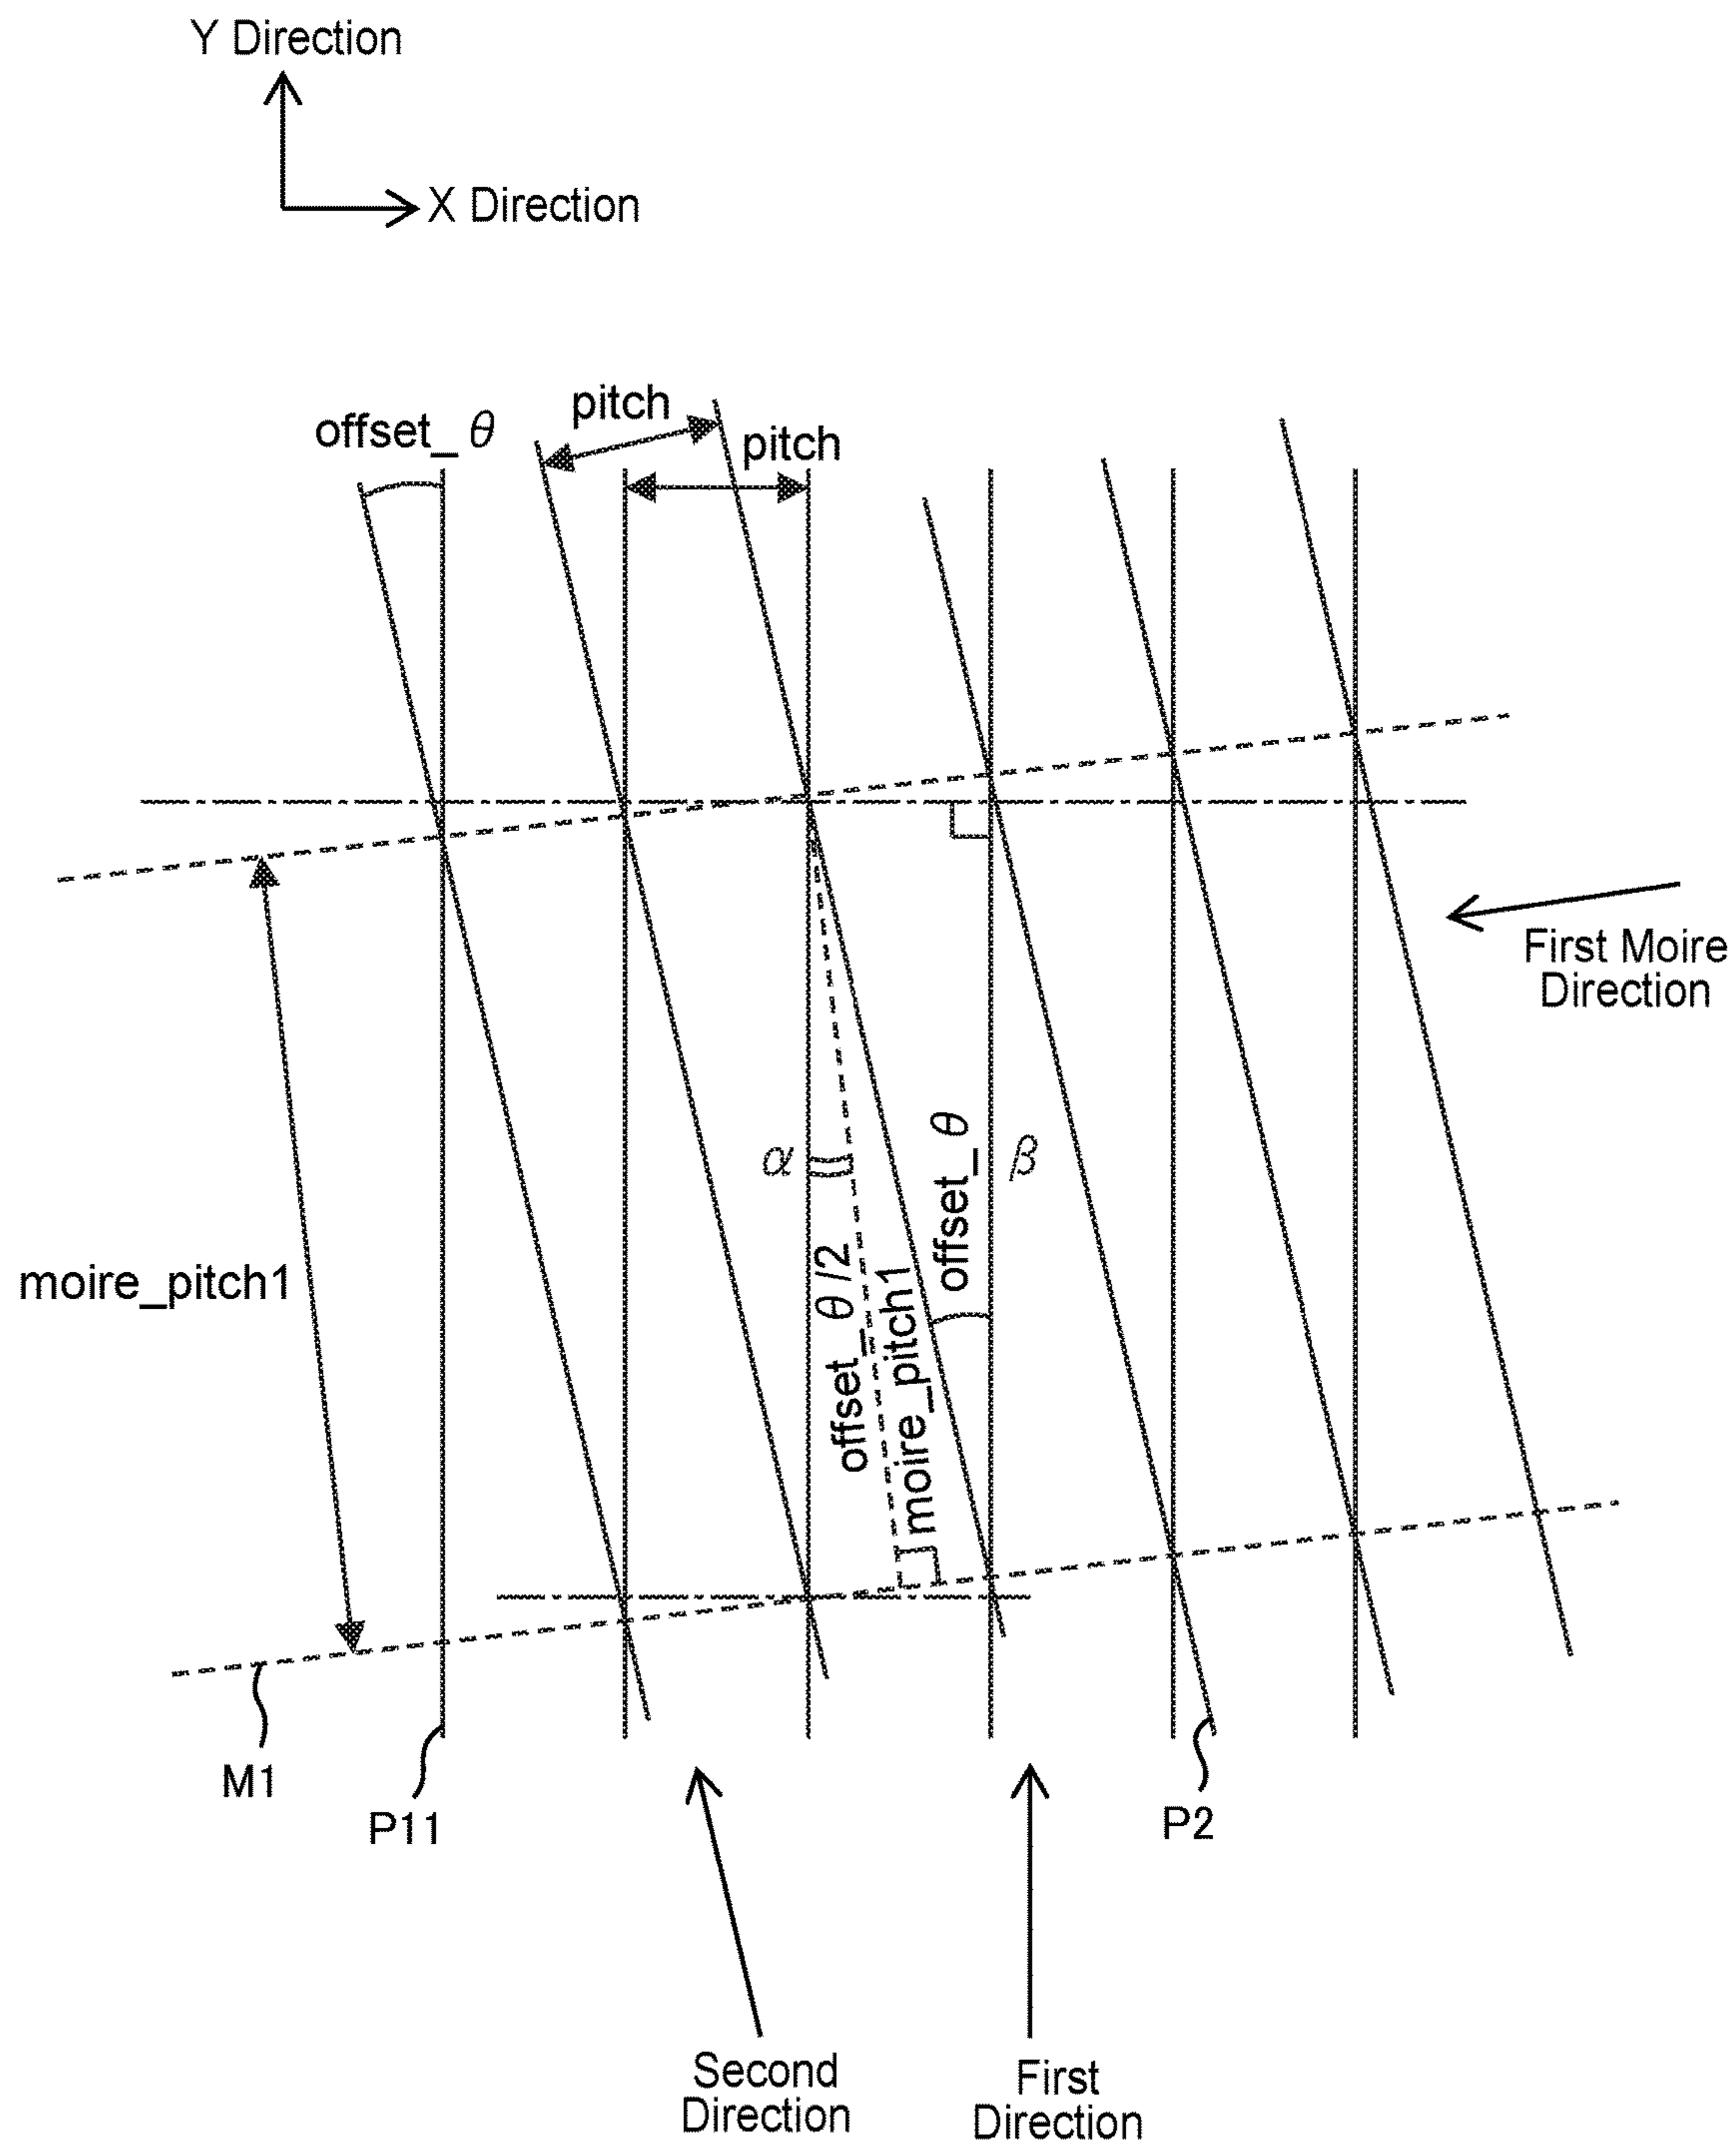 Y Direction
X Direction
offset_θ
pitch
pitch
First Moire
Direction
α
offset_θ
β
offset_θ/2
moire_pitch1
moire_pitch1
M1
P11
P2
Second
Direction
First
Direction